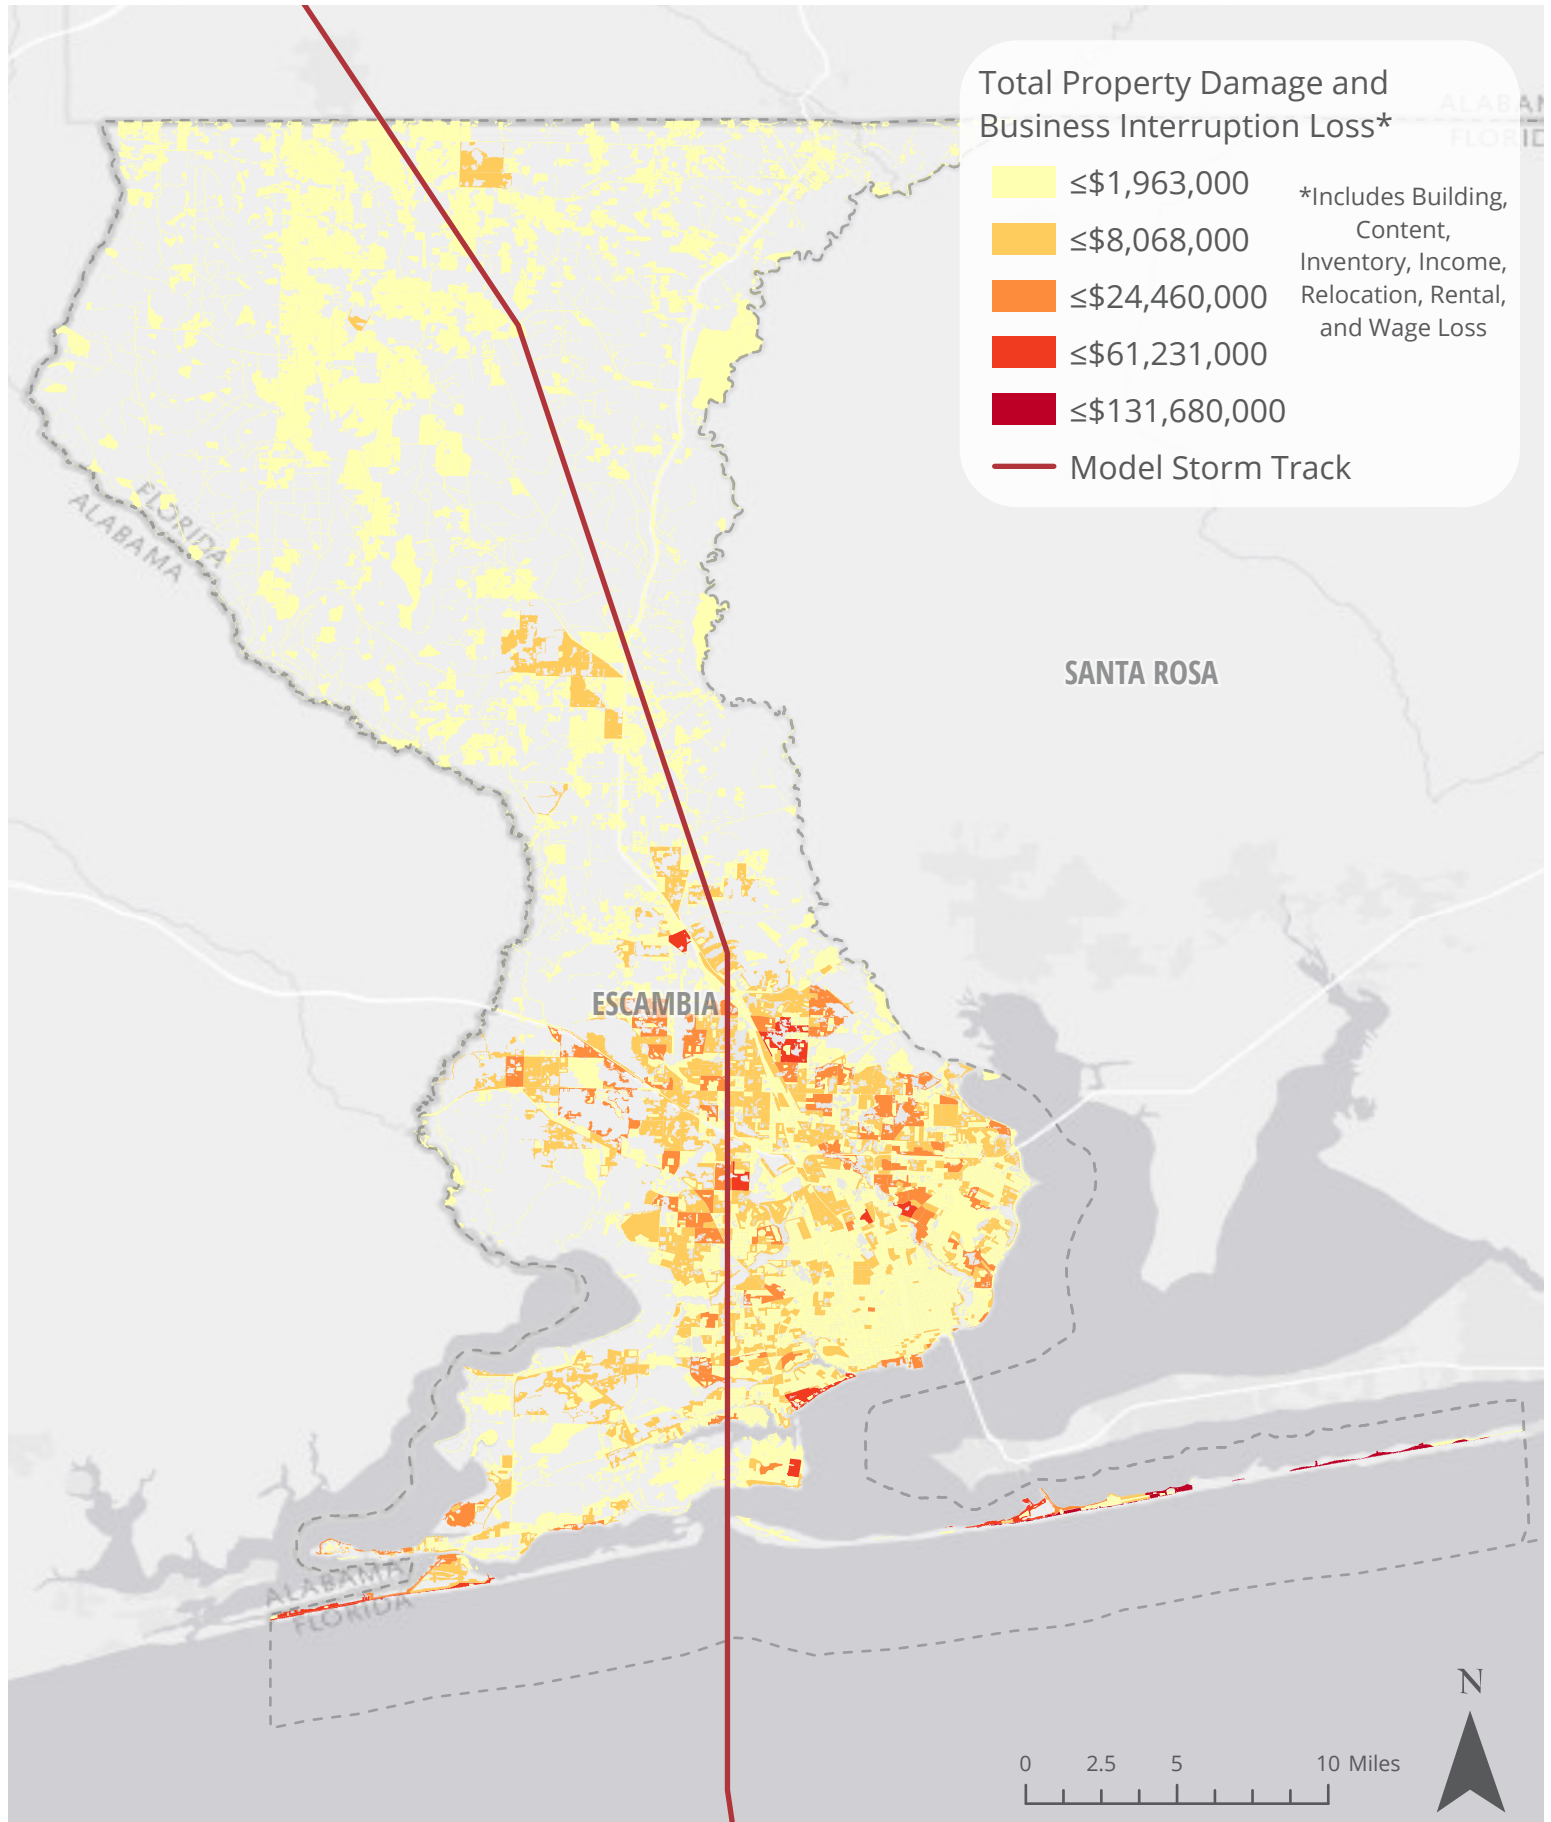 Total Property Damage and
Business Interruption Loss*
≤$1,963,000
≤$8,068,000
≤$24,460,000
≤$61,231,000
≤$131,680,000
Model Storm Track
*Includes Building,
Content,
Inventory, Income,
Relocation, Rental,
and Wage Loss
FLORIDA
ALABAMA
SANTA ROSA
ESCAMBIA
ALABAMA
FLORIDA
N
0 2.5 5 10 Miles